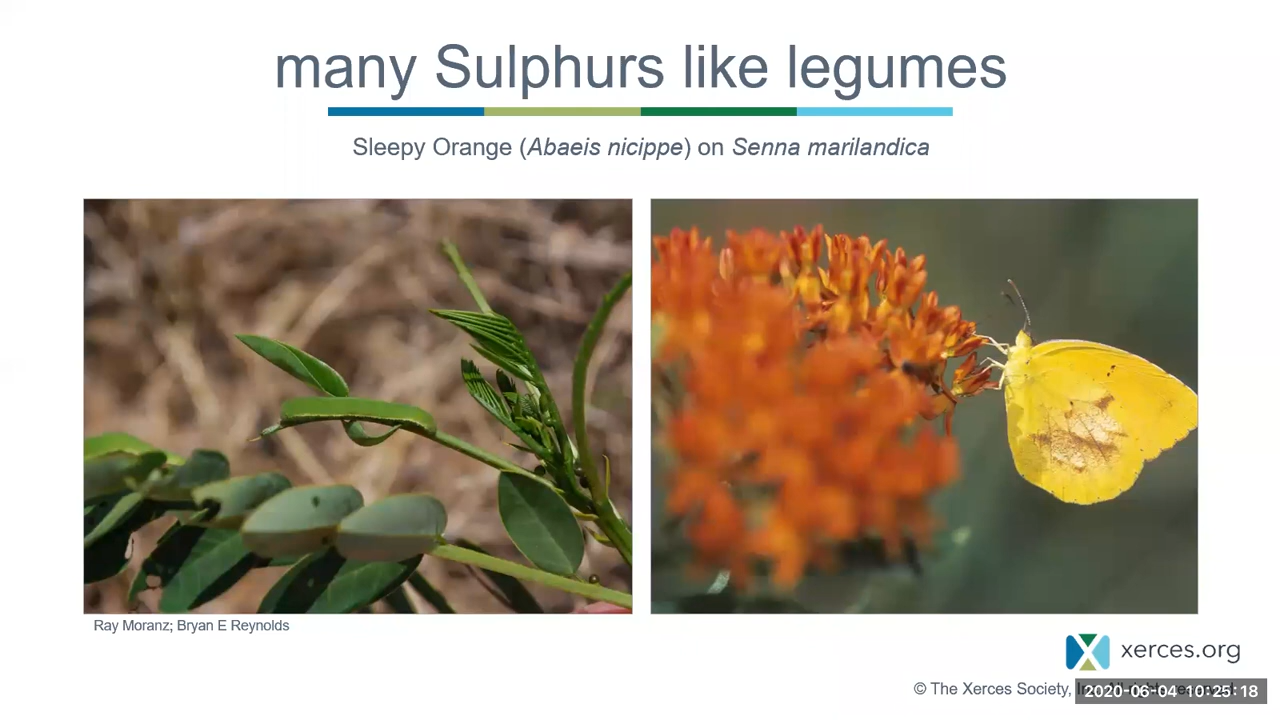 many Sulphurs like legumes
Sleepy Orange (Abaeis nicippe) on Senna marilandica
Ray Moranz; Bryan E Reynolds
xerces.org
© The Xerces Society,
2020-06-04 10:25:18